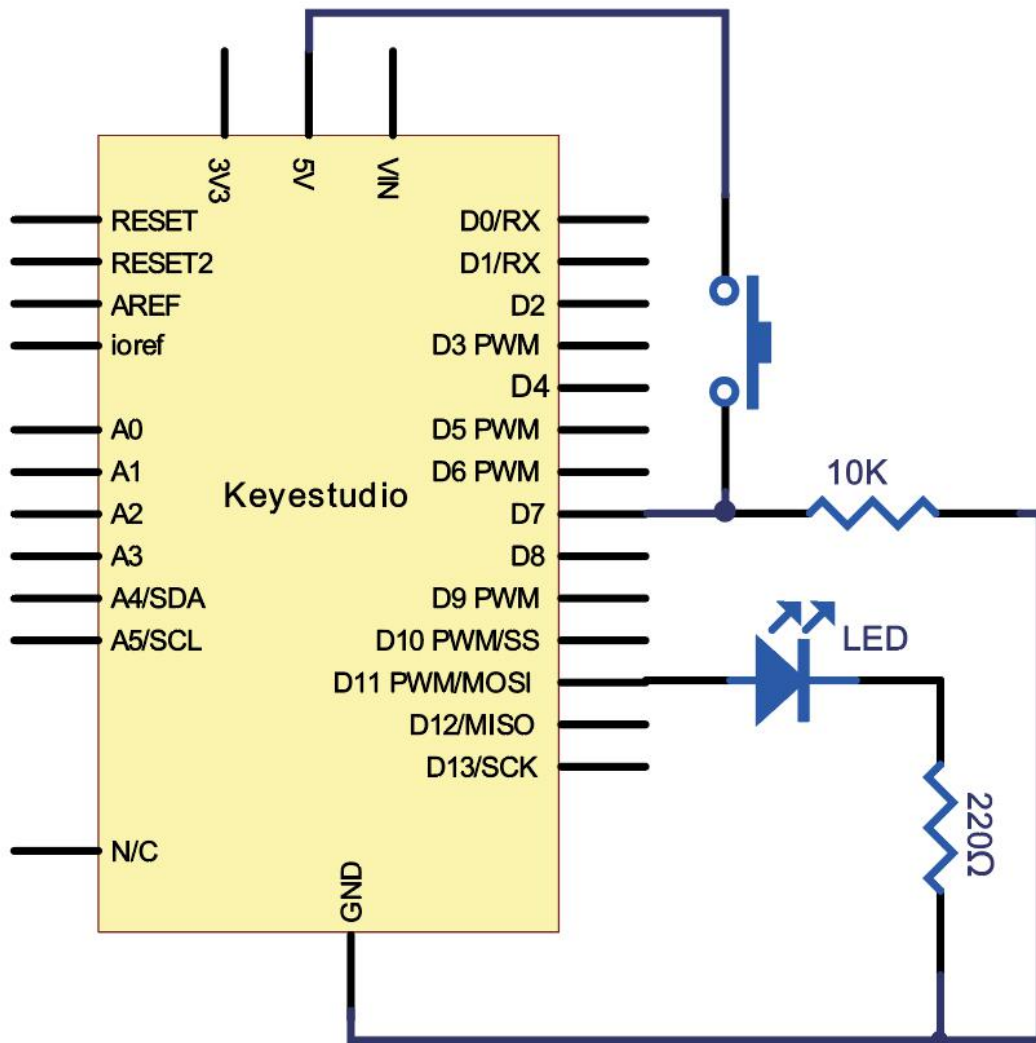 3V3
5V
VIN
RESET
RESET2
AREF
ioref
A0
A1
A2
A3
A4/SDA
A5/SCL
N/C
Keyestudio
D0/RX
D1/RX
D2
D3 PWM
D4
D5 PWM
D6 PWM
D7
D8
D9 PWM
D10 PWM/SS
D11 PWM/MOSI
D12/MISO
D13/SCK
GND
10K
LED
220Ω